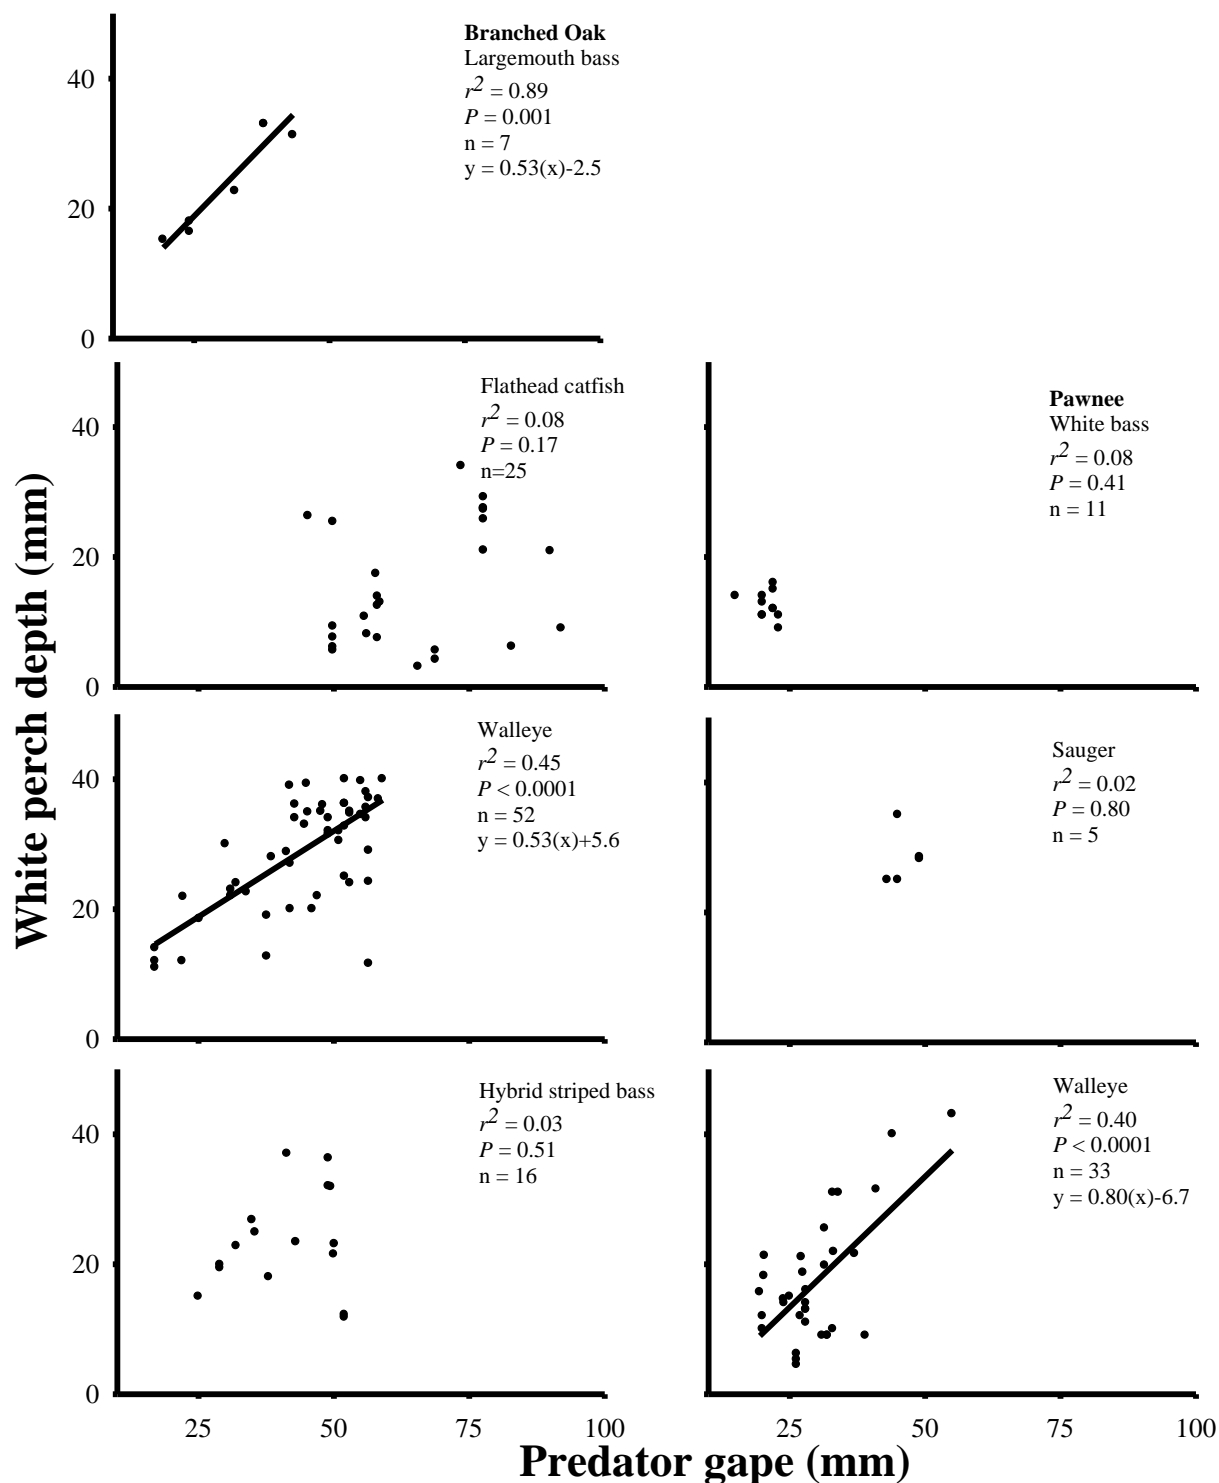 Branched Oak
Largemouth bass
r² = 0.89
P = 0.001
n = 7
y = 0.53(x)-2.5
40
20
0
Flathead catfish
r² = 0.08
P = 0.17
n=25
40
20
0
Pawnee
White bass
r² = 0.08
P = 0.41
n = 11
White perch depth (mm)
Walleye
r² = 0.45
P < 0.0001
n = 52
y = 0.53(x)+5.6
40
20
0
Sauger
r² = 0.02
P = 0.80
n = 5
Hybrid striped bass
r² = 0.03
P = 0.51
n = 16
40
20
0
25 50 75 100
Walleye
r² = 0.40
P < 0.0001
n = 33
y = 0.80(x)-6.7
25 50 75 100
Predator gape (mm)